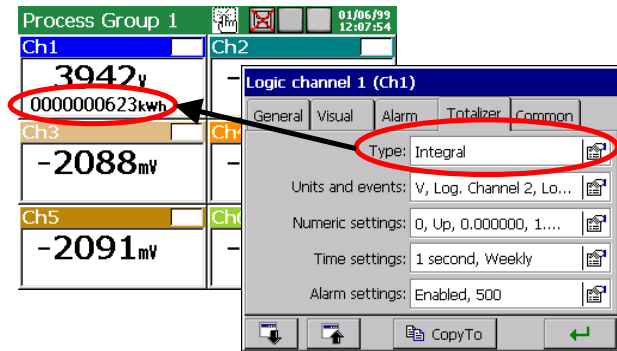 Process Group 1
01/06/99
12:07:54
Ch1
Ch2
3942v
0000000623kwh
Ch3
-2088mV
Ch5
-2091mV
Logic channel 1 (Ch1)
General Visual Alarm Totalizer Common
Type: Integral
Units and events: V, Log. Channel 2, Lo...
Numeric settings: 0, Up, 0.000000, 1....
Time settings: 1 second, Weekly
Alarm settings: Enabled, 500
CopyTo